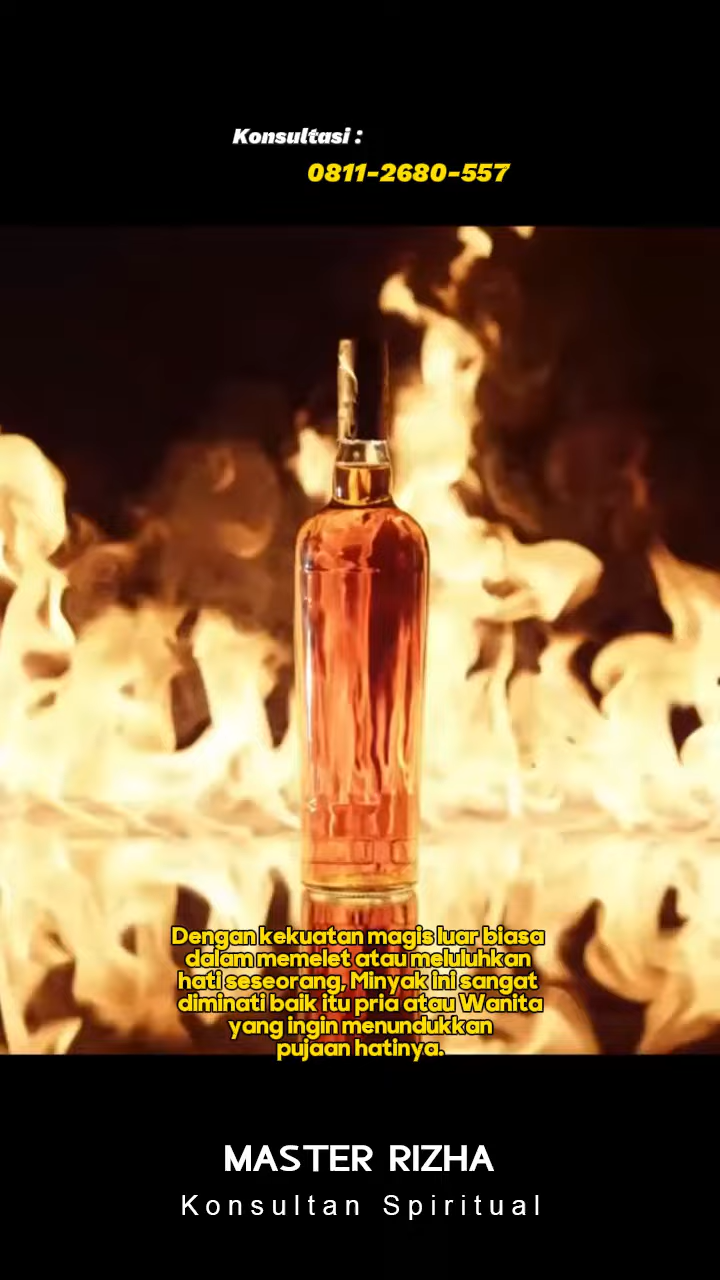 Konsultasi :
0811-2680-557
Dengan kekuatan magis luar biasa
dalam memelet atau meluluhkan
hati seseorang, Minyak ini sangat
diminati baik itu pria atau Wanita
yang ingin menundukkan
pujaan hatinya.
MASTER RIZHA
Konsultan Spiritual